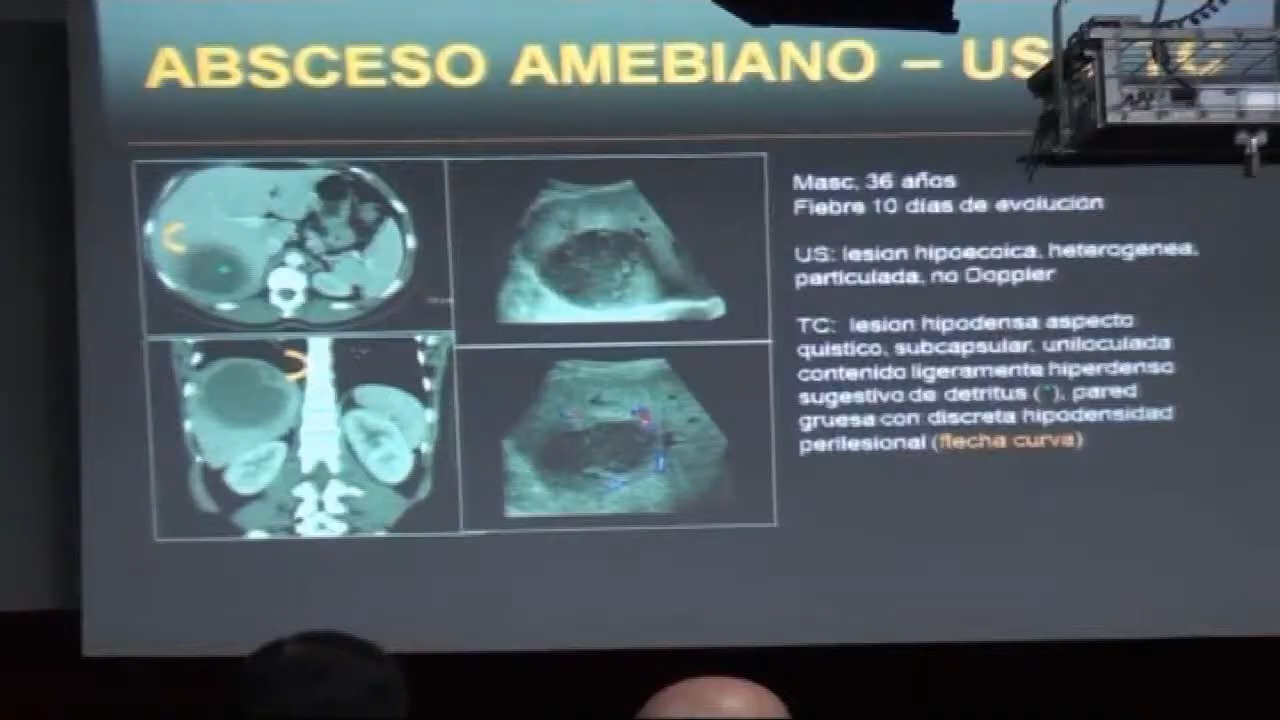 ABSCESO AMEBIANO – US
Masc, 36 años
Fiebre 10 días de evolución
US: lesion hipoecoica, heterogénea,
particulada, no Doppler
TC: lesion hipodensa aspecto
quistico, subcapsular, uniloculada
contenido ligeramente hiperdenso
sugestivo de detritus (*), pared
gruesa con discreta hipodensidad
perilesional (flecha curva)